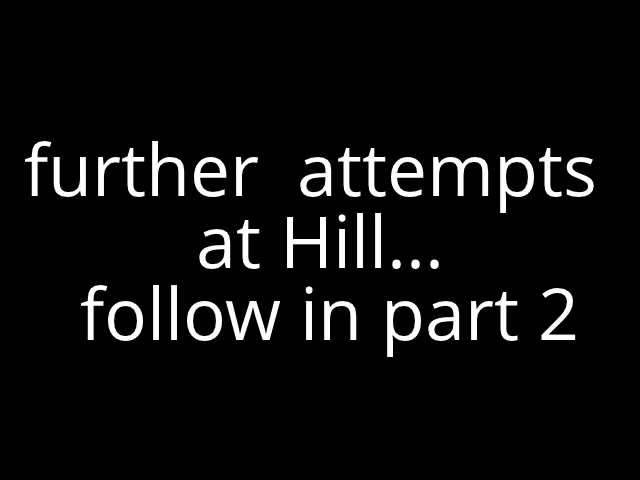 further  attempts
at Hill...
follow in part 2